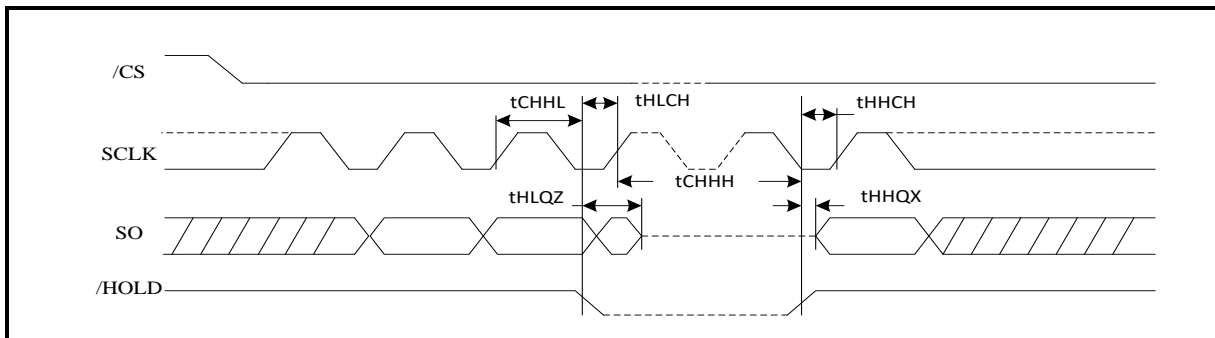 /CS
tCHHL
tHLCH
tHHCH
SCLK
tCHHH
tHLQZ
tHHQX
SO
/HOLD